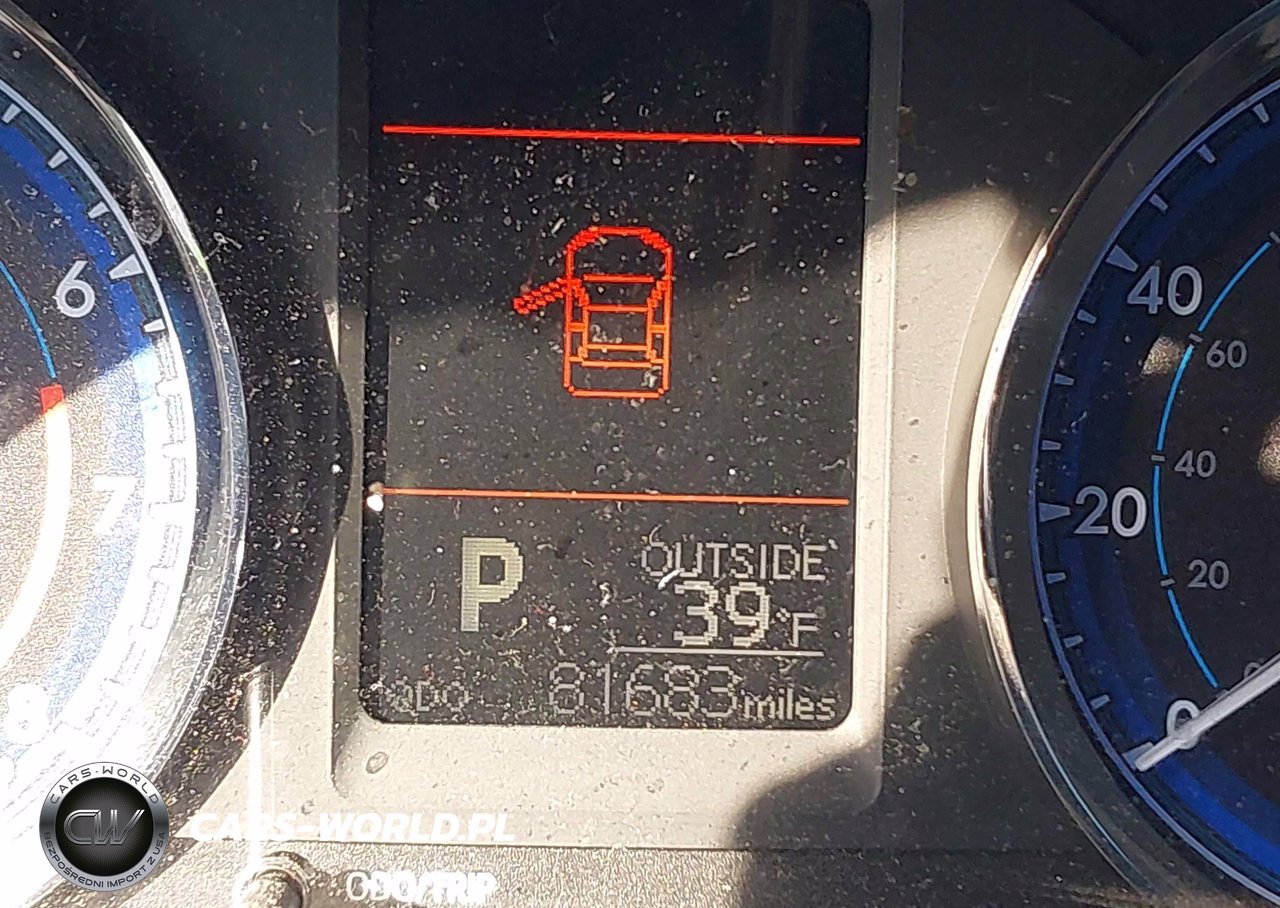 6
7
8
P
OUTSIDE
39°F
ODO 81683 miles
40
60
40
20
20
0
0
CARS-WORLD
CW
BEZPOŚREDNI IMPORT Z USA
CARS-WORLD.PL
ODO/TRIP